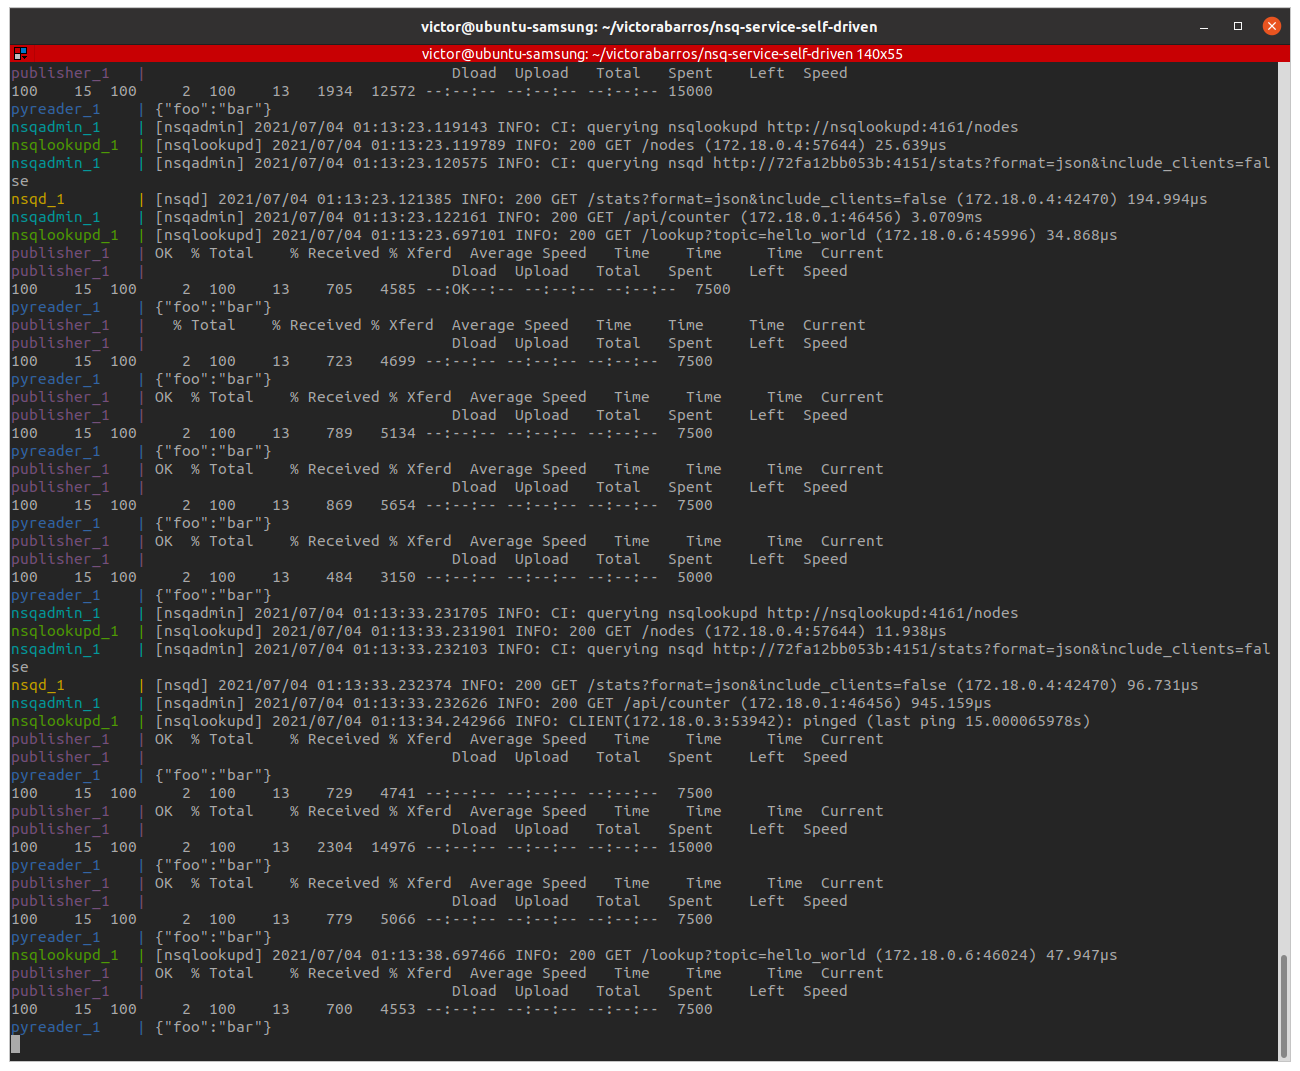 victor@ubuntu-samsung: ~/victorabarros/nsq-service-self-driven
victor@ubuntu-samsung: ~/victorabarros/nsq-service-self-driven 140x55
publisher_1   |                                  Dload  Upload   Total   Spent    Left  Speed
100    15  100     2  100    13   1934  12572 --:--:-- --:--:-- --:--:-- 15000
pyreader_1    | {"foo":"bar"}
nsqadmin_1    | [nsqadmin] 2021/07/04 01:13:23.119143 INFO: CI: querying nsqlookupd http://nsqlookupd:4161/nodes
nsqlookupd_1  | [nsqlookupd] 2021/07/04 01:13:23.119789 INFO: 200 GET /nodes (172.18.0.4:57644) 25.639µs
nsqadmin_1    | [nsqadmin] 2021/07/04 01:13:23.120575 INFO: CI: querying nsqd http://72fa12bb053b:4151/stats?format=json&include_clients=fal
se
nsqd_1        | [nsqd] 2021/07/04 01:13:23.121385 INFO: 200 GET /stats?format=json&include_clients=false (172.18.0.4:42470) 194.994µs
nsqadmin_1    | [nsqadmin] 2021/07/04 01:13:23.122161 INFO: 200 GET /api/counter (172.18.0.1:46456) 3.0709ms
nsqlookupd_1  | [nsqlookupd] 2021/07/04 01:13:23.697101 INFO: 200 GET /lookup?topic=hello_world (172.18.0.6:45996) 34.868µs
publisher_1   | OK  % Total    % Received % Xferd  Average Speed   Time    Time     Time  Current
publisher_1   |                                  Dload  Upload   Total   Spent    Left  Speed
100    15  100     2  100    13    705   4585 --:OK--:-- --:--:-- --:--:--  7500
pyreader_1    | {"foo":"bar"}
publisher_1   |   % Total    % Received % Xferd  Average Speed   Time    Time     Time  Current
publisher_1   |                                  Dload  Upload   Total   Spent    Left  Speed
100    15  100     2  100    13    723   4699 --:--:-- --:--:-- --:--:--  7500
pyreader_1    | {"foo":"bar"}
publisher_1   | OK  % Total    % Received % Xferd  Average Speed   Time    Time     Time  Current
publisher_1   |                                  Dload  Upload   Total   Spent    Left  Speed
100    15  100     2  100    13    789   5134 --:--:-- --:--:-- --:--:--  7500
pyreader_1    | {"foo":"bar"}
publisher_1   | OK  % Total    % Received % Xferd  Average Speed   Time    Time     Time  Current
publisher_1   |                                  Dload  Upload   Total   Spent    Left  Speed
100    15  100     2  100    13    869   5654 --:--:-- --:--:-- --:--:--  7500
pyreader_1    | {"foo":"bar"}
publisher_1   | OK  % Total    % Received % Xferd  Average Speed   Time    Time     Time  Current
publisher_1   |                                  Dload  Upload   Total   Spent    Left  Speed
100    15  100     2  100    13    484   3150 --:--:-- --:--:-- --:--:--  5000
pyreader_1    | {"foo":"bar"}
nsqadmin_1    | [nsqadmin] 2021/07/04 01:13:33.231705 INFO: CI: querying nsqlookupd http://nsqlookupd:4161/nodes
nsqlookupd_1  | [nsqlookupd] 2021/07/04 01:13:33.231901 INFO: 200 GET /nodes (172.18.0.4:57644) 11.938µs
nsqadmin_1    | [nsqadmin] 2021/07/04 01:13:33.232103 INFO: CI: querying nsqd http://72fa12bb053b:4151/stats?format=json&include_clients=fal
se
nsqd_1        | [nsqd] 2021/07/04 01:13:33.232374 INFO: 200 GET /stats?format=json&include_clients=false (172.18.0.4:42470) 96.731µs
nsqadmin_1    | [nsqadmin] 2021/07/04 01:13:33.232626 INFO: 200 GET /api/counter (172.18.0.1:46456) 945.159µs
nsqlookupd_1  | [nsqlookupd] 2021/07/04 01:13:34.242966 INFO: CLIENT(172.18.0.3:53942): pinged (last ping 15.000065978s)
publisher_1   | OK  % Total    % Received % Xferd  Average Speed   Time    Time     Time  Current
publisher_1   |                                  Dload  Upload   Total   Spent    Left  Speed
pyreader_1    | {"foo":"bar"}
100    15  100     2  100    13    729   4741 --:--:-- --:--:-- --:--:--  7500
publisher_1   | OK  % Total    % Received % Xferd  Average Speed   Time    Time     Time  Current
publisher_1   |                                  Dload  Upload   Total   Spent    Left  Speed
100    15  100     2  100    13   2304  14976 --:--:-- --:--:-- --:--:-- 15000
pyreader_1    | {"foo":"bar"}
publisher_1   | OK  % Total    % Received % Xferd  Average Speed   Time    Time     Time  Current
publisher_1   |                                  Dload  Upload   Total   Spent    Left  Speed
100    15  100     2  100    13    779   5066 --:--:-- --:--:-- --:--:--  7500
pyreader_1    | {"foo":"bar"}
nsqlookupd_1  | [nsqlookupd] 2021/07/04 01:13:38.697466 INFO: 200 GET /lookup?topic=hello_world (172.18.0.6:46024) 47.947µs
publisher_1   | OK  % Total    % Received % Xferd  Average Speed   Time    Time     Time  Current
publisher_1   |                                  Dload  Upload   Total   Spent    Left  Speed
100    15  100     2  100    13    700   4553 --:--:-- --:--:-- --:--:--  7500
pyreader_1    | {"foo":"bar"}